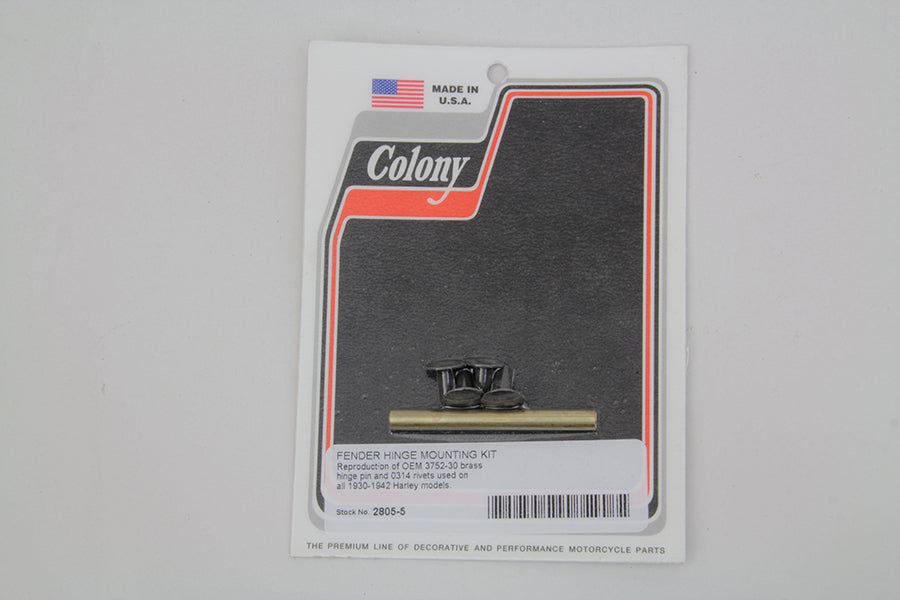 MADE IN
U.S.A.
Colony
FENDER HINGE MOUNTING KIT
Reproduction of OEM 3752-30 brass
hinge pin and 0314 rivets used on
all 1930-1942 Harley models.
Stock No. 2805-5
THE PREMIUM LINE OF DECORATIVE AND PERFORMANCE MOTORCYCLE PARTS